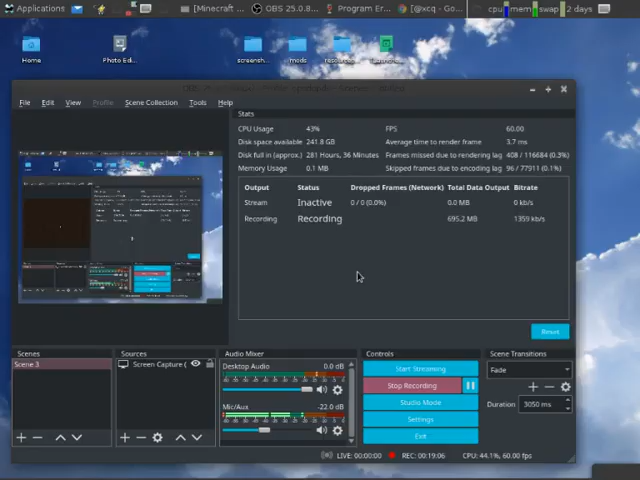 Applications
[Minecraft ...
OBS 25.0.8...
Program Er...
[@xcq - Go...
cpu mem swap 2 days
Home
Photo Edi...
screensh...
mods
File Edit View Profile Scene Collection Tools Help
Stats
CPU Usage 43% FPS 60.00
Disk space available 241.8 GB Average time to render frame 3.7 ms
Disk full in (approx.) 281 Hours, 36 Minutes Frames missed due to rendering lag 408 / 116684 (0.3%)
Memory Usage 0.1 MB Skipped frames due to encoding lag 96 / 77911 (0.1%)
Output Status Dropped Frames (Network) Total Data Output Bitrate
Stream Inactive 0 / 0 (0.0%) 0.0 MB 0 kb/s
Recording Recording 695.2 MB 1359 kb/s
Reset
Scenes Sources Audio Mixer Controls Scene Transitions
Scene 3
Screen Capture (
Desktop Audio 0.0 dB
Mic/Aux -22.0 dB
Start Streaming
Stop Recording
Studio Mode
Settings
Exit
Fade
Duration 3050 ms
LIVE: 00:00:00 REC: 00:19:06 CPU: 44.1%, 60.00 fps